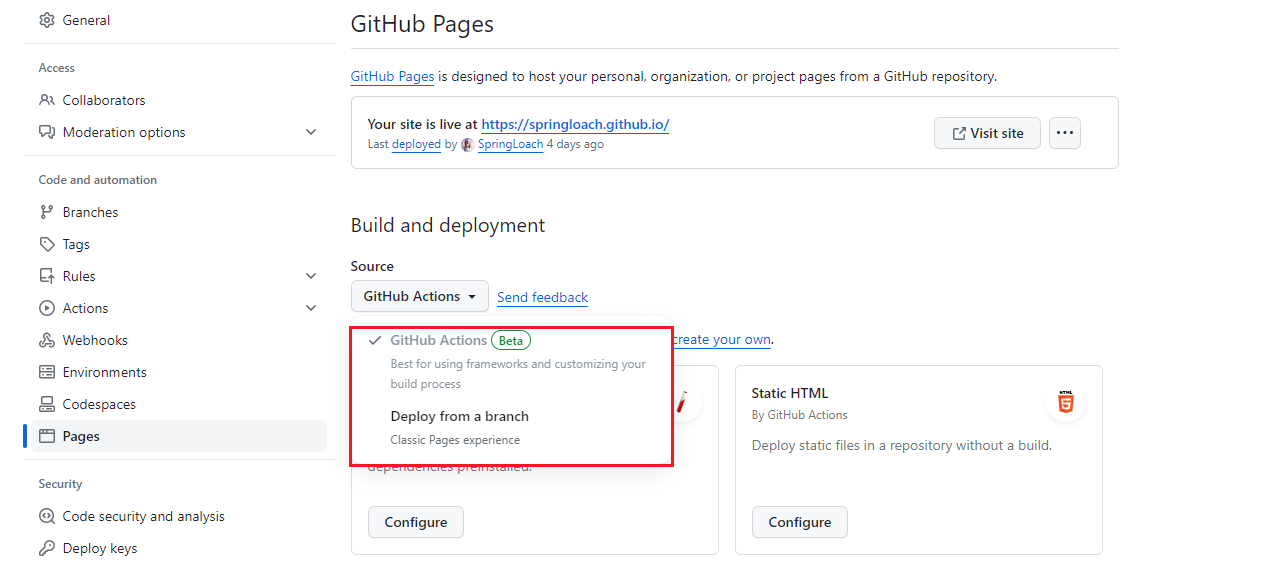 General
Access
Collaborators
Moderation options
Code and automation
Branches
Tags
Rules
Actions
Webhooks
Environments
Codespaces
Pages
Security
Code security and analysis
Deploy keys
GitHub Pages
GitHub Pages is designed to host your personal, organization, or project pages from a GitHub repository.
Your site is live at https://springloach.github.io/
Last deployed by SpringLoach 4 days ago
Visit site
Build and deployment
Source
GitHub Actions
Send feedback
GitHub Actions Beta
Best for using frameworks and customizing your
build process
Deploy from a branch
Classic Pages experience
create your own.
dependencies preinstalled.
Configure
Static HTML
By GitHub Actions
HTML
5
Deploy static files in a repository without a build.
Configure